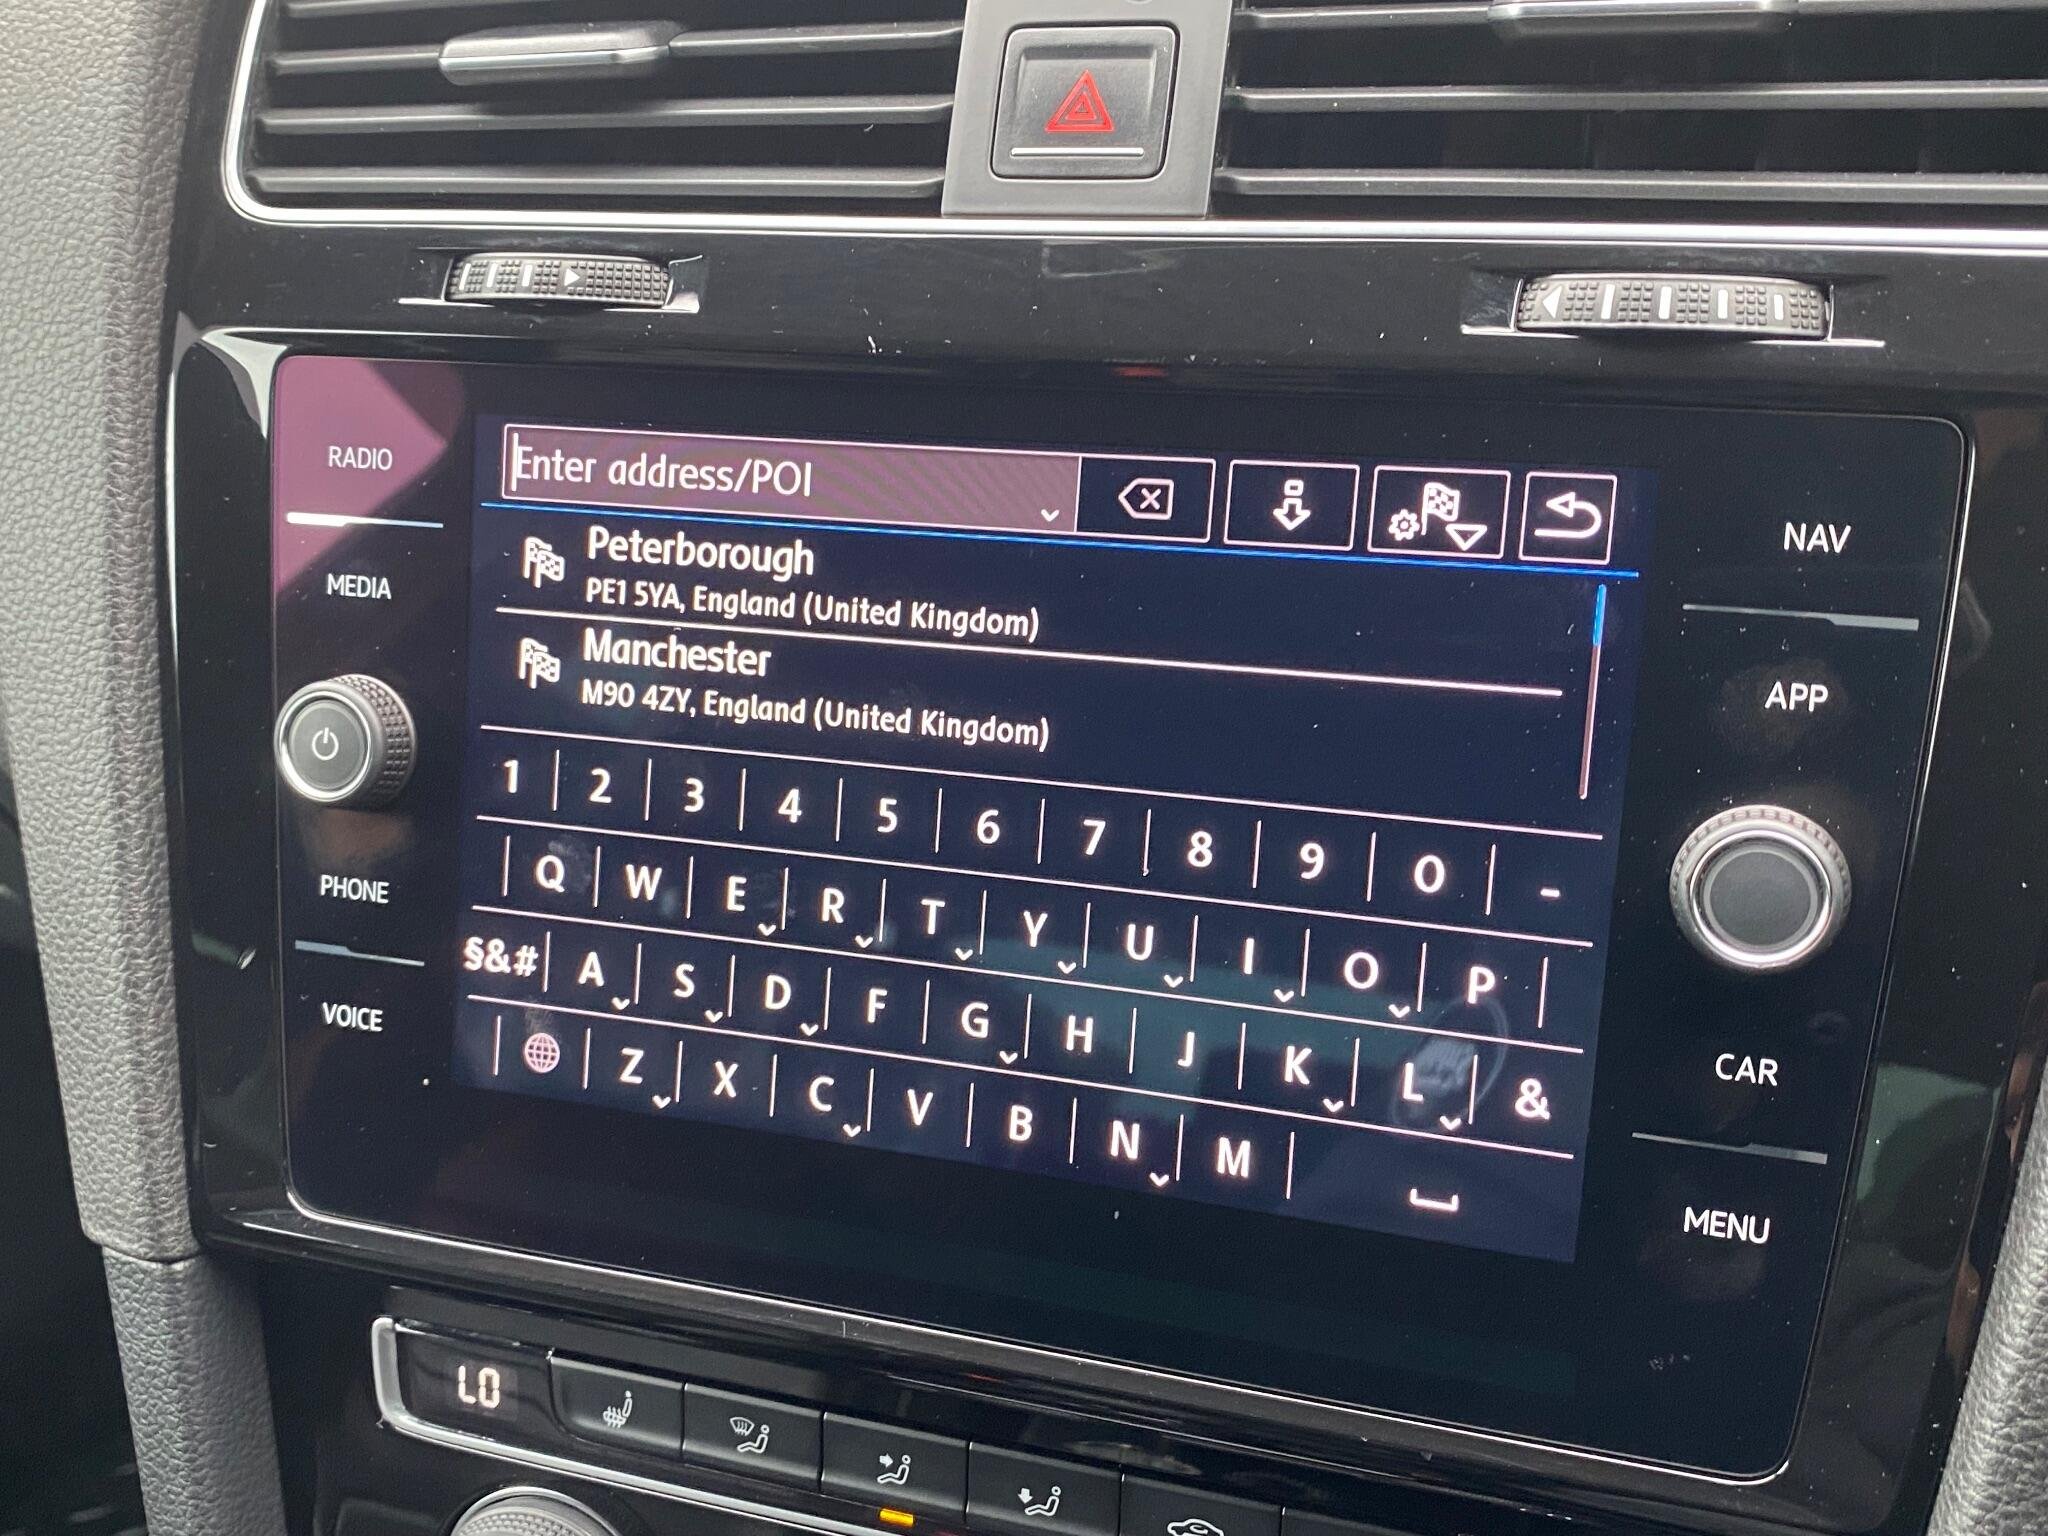 RADIO
MEDIA
PHONE
VOICE
Enter address/POI
Peterborough
PE1 5YA, England (United Kingdom)
Manchester
M90 4ZY, England (United Kingdom)
1 2 3 4 5 6 7 8 9 0 -
Q W E R T Y U I O P
§&# A S D F G H J K L &
Z X C V B N M
NAV
APP
CAR
MENU
LO